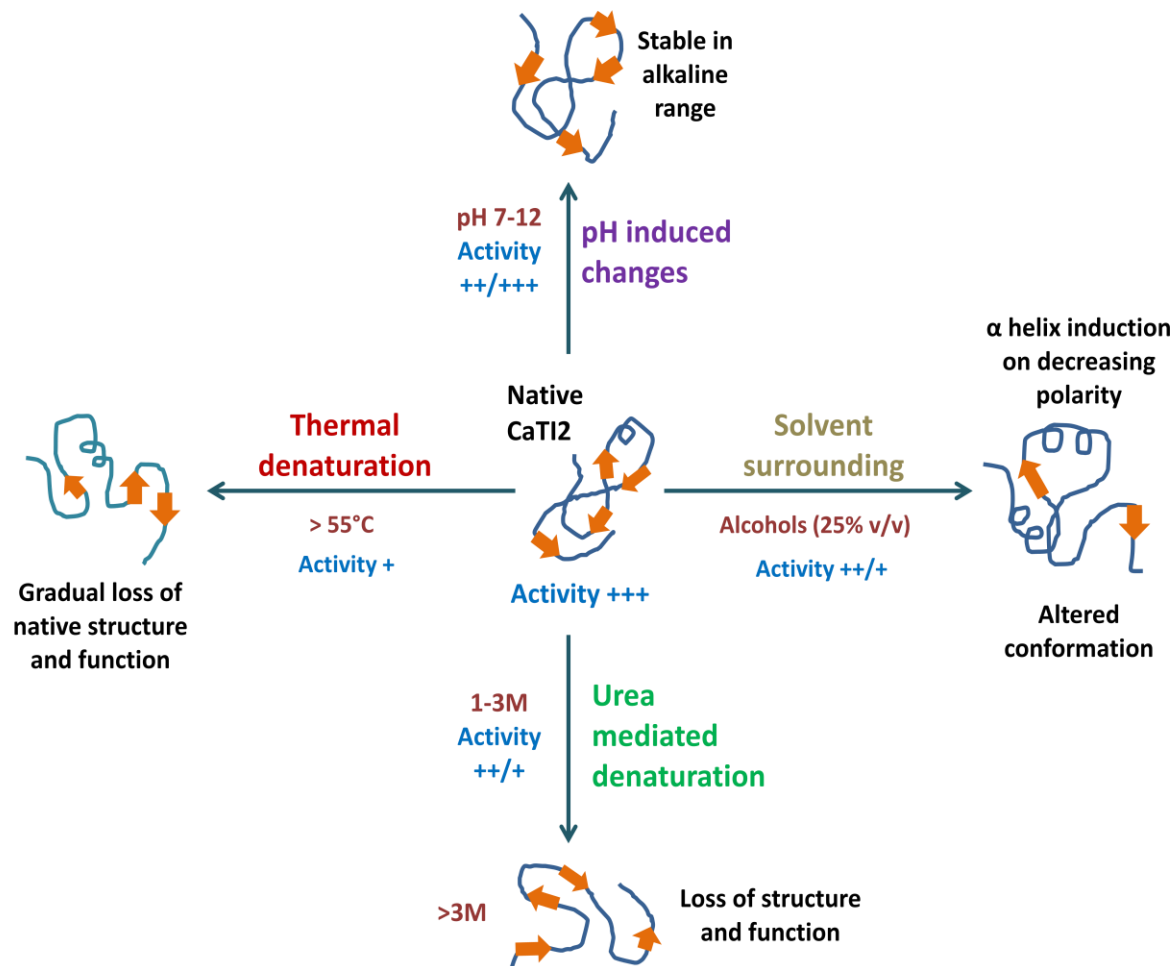 Stable in
alkaline
range
pH 7-12
Activity
++/+++
pH induced
changes
α helix induction
on decreasing
polarity
Native
CaTI2
Thermal
denaturation
> 55°C
Activity +
Solvent
surrounding
Alcohols (25% v/v)
Activity ++/+
Activity +++
Gradual loss of
native structure
and function
Altered
conformation
1-3M
Activity
++/+
Urea
mediated
denaturation
>3M
Loss of structure
and function